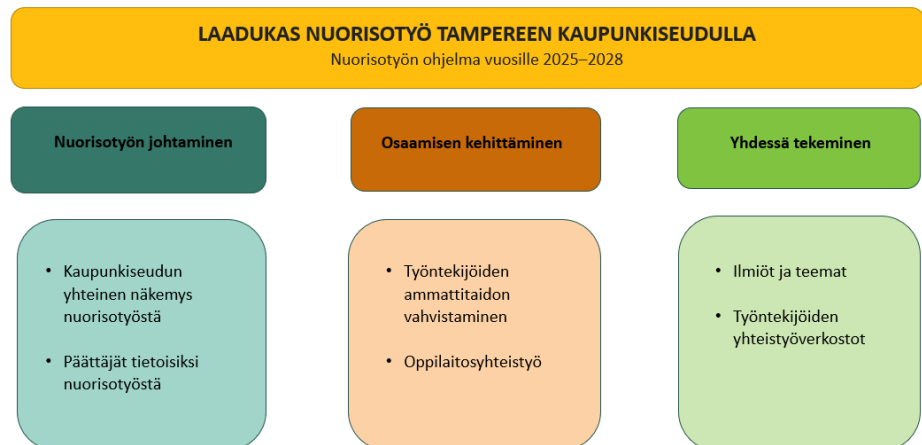 LAADUKAS NUORISOTYÖ TAMPEREEN KAUPUNKISEUDULLA
Nuorisotyön ohjelma vuosille 2025–2028
Nuorisotyön johtaminen
• Kaupunkiseudun
yhteinen näkemys
nuorisotyöstä
• Päättäjät tietoisiksi
nuorisotyöstä
Osaamisen kehittäminen
• Työntekijöiden
ammattitaidon
vahvistaminen
• Oppilaitosyhteistyö
Yhdessä tekeminen
• Ilmiöt ja teemat
• Työntekijöiden
yhteistyöverkostot